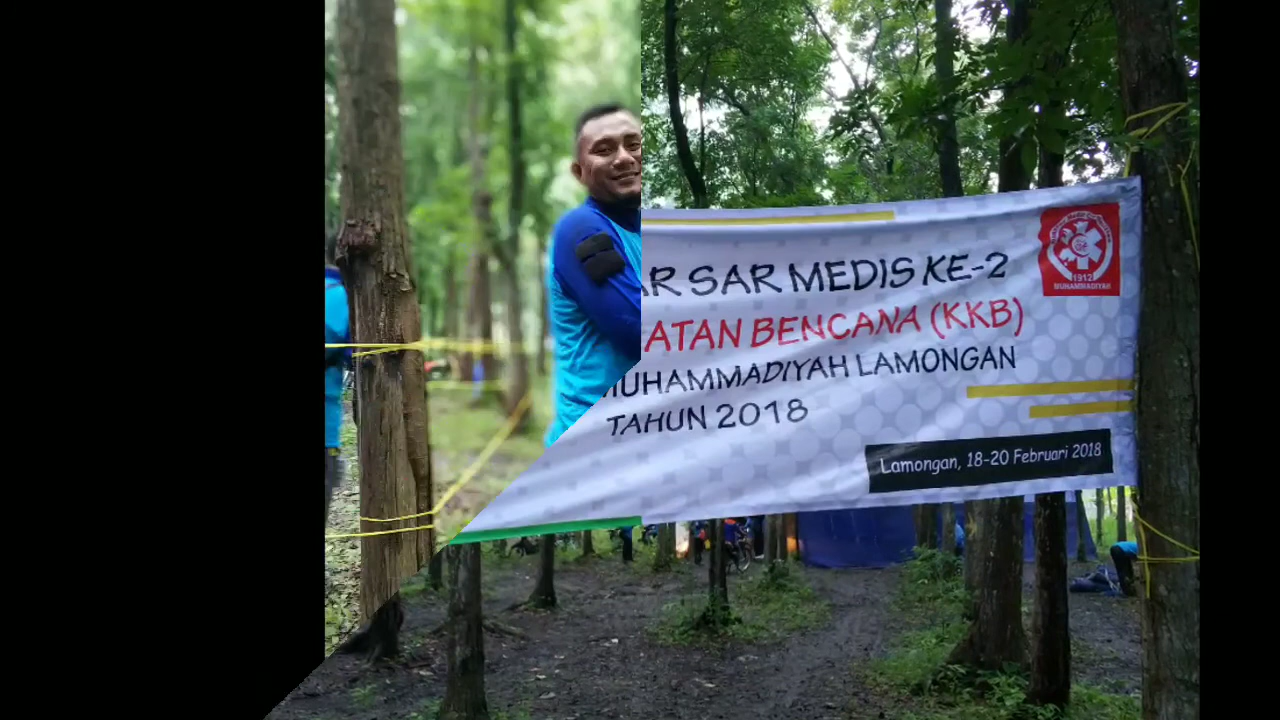 AR SAR MEDIS KE-2
ATAN BENCANA (KKB)
MUHAMMADIYAH LAMONGAN
TAHUN 2018
Lamongan, 18-20 Februari 2018
1912
MUHAMMADIYAH